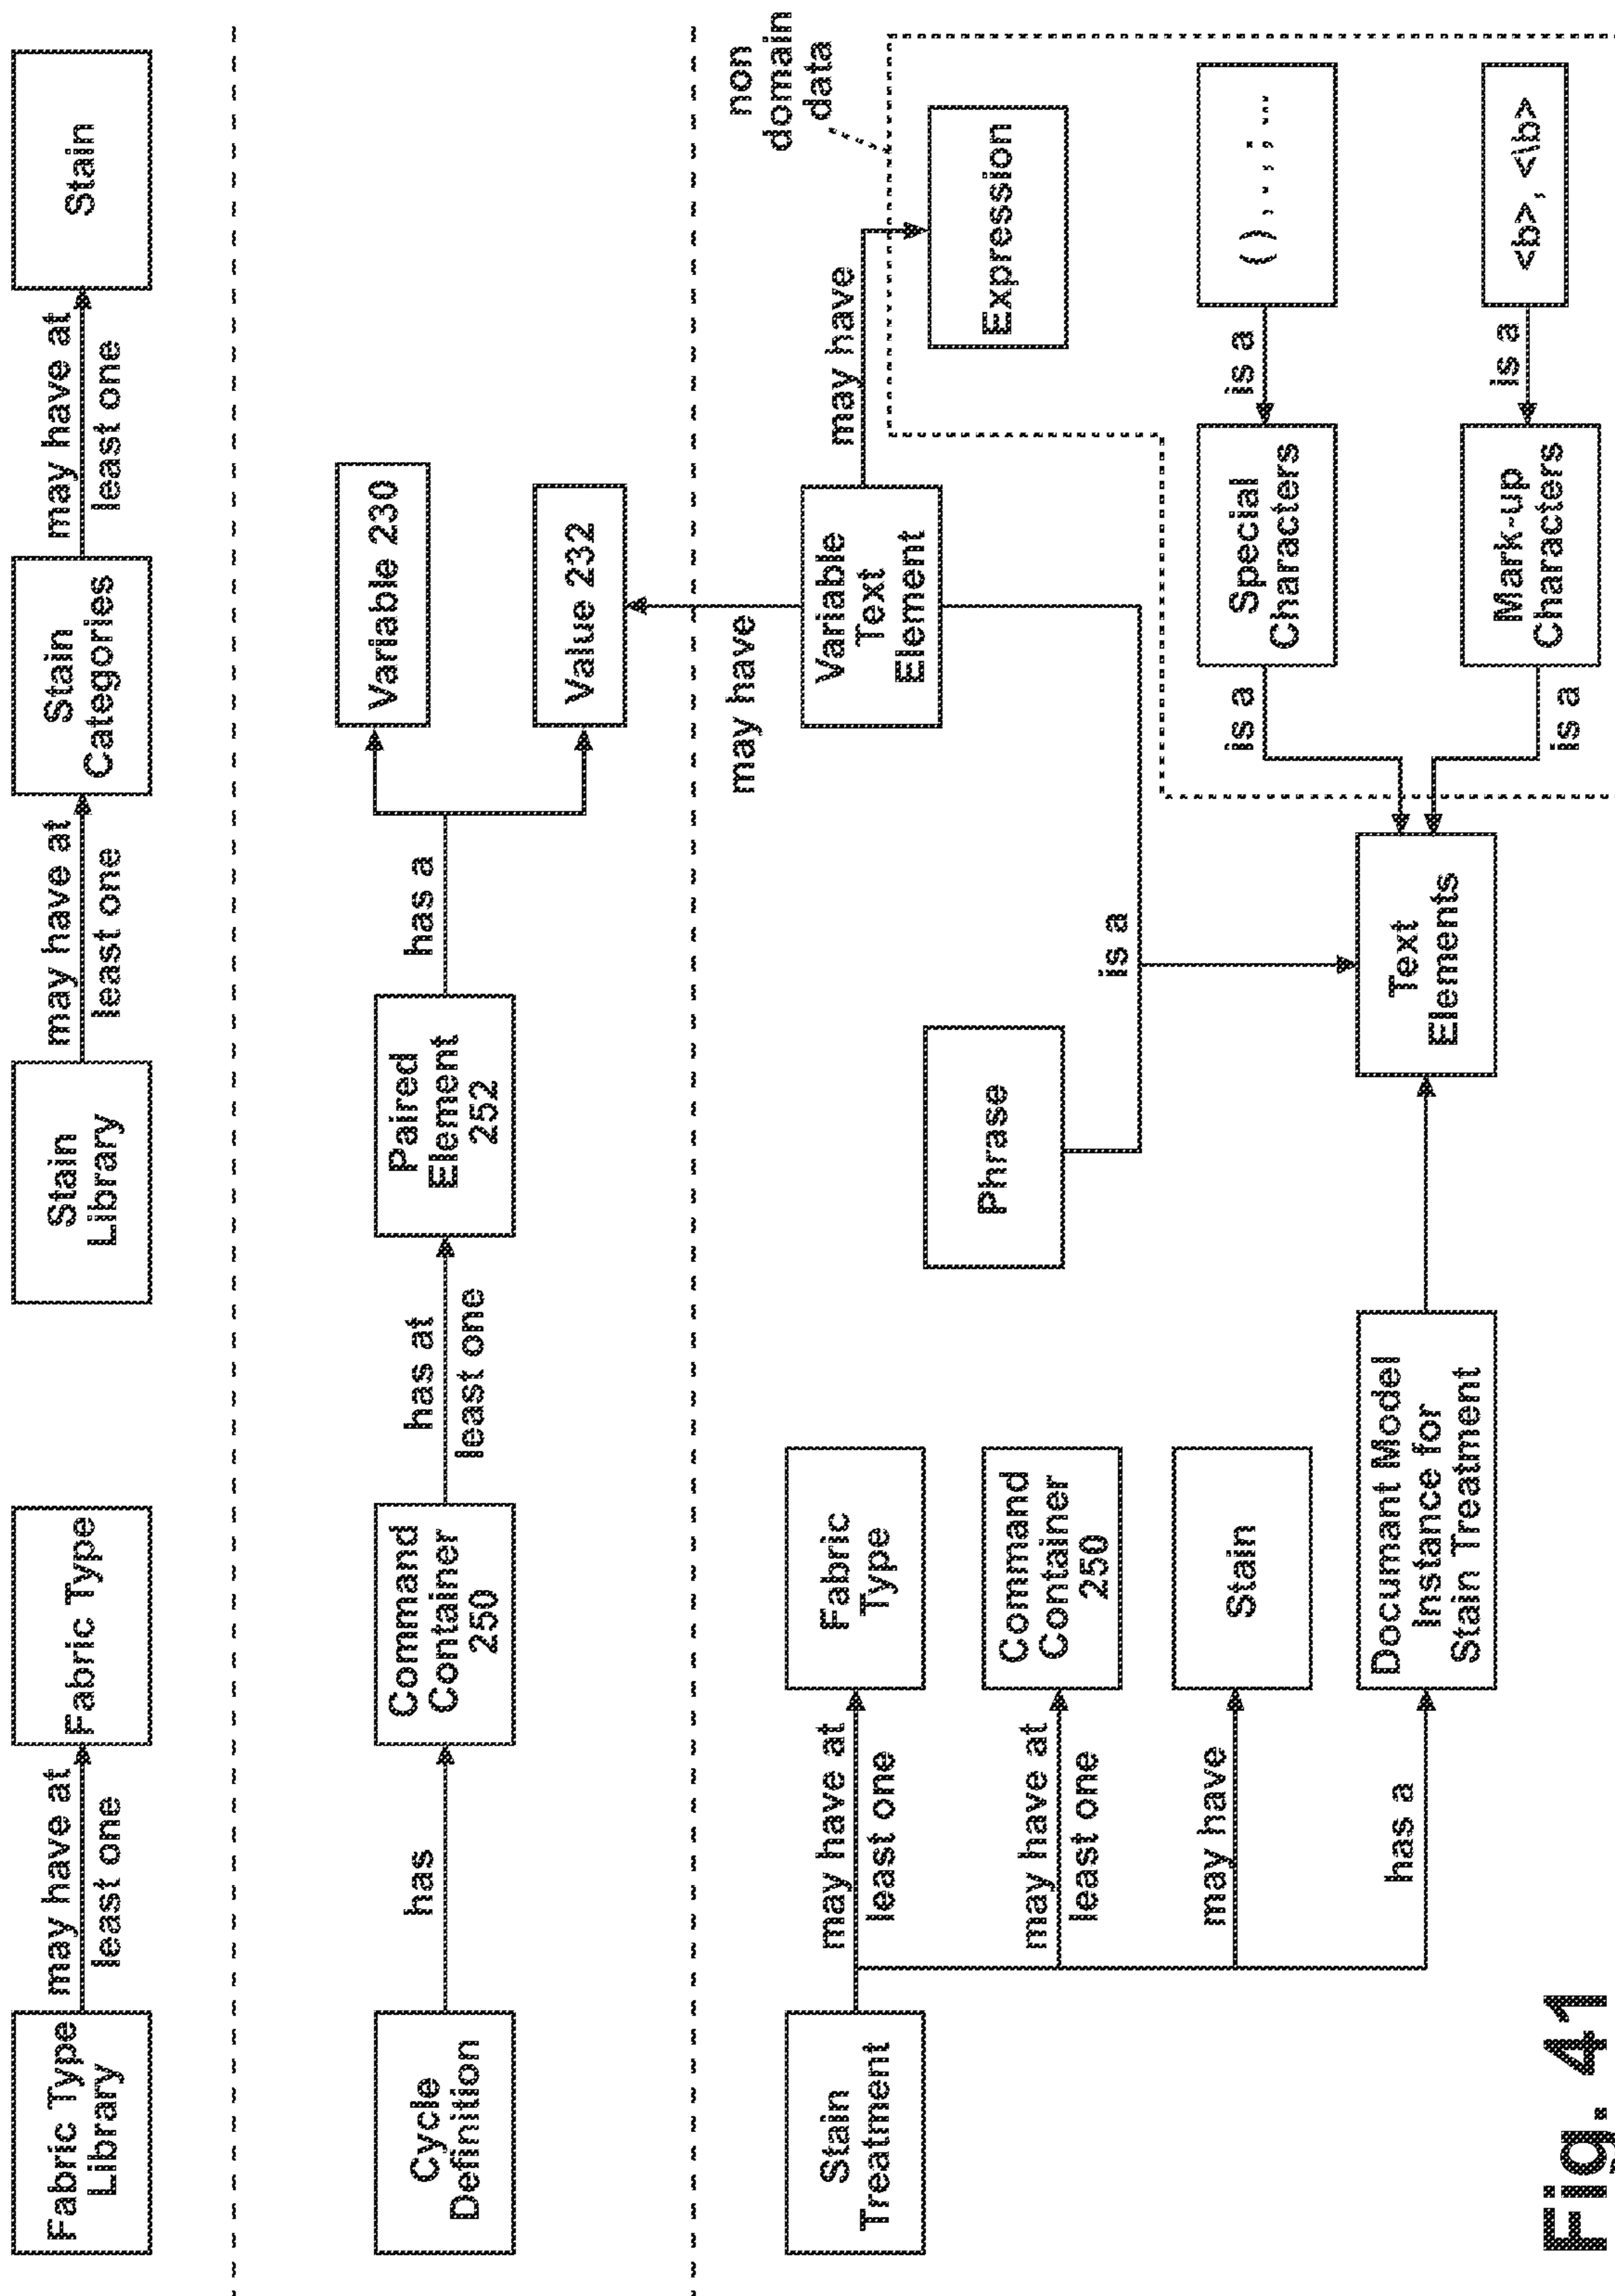 Fabric Type
Library
may have at
least one
Fabric Type
Stain
Library
may have at
least one
Stain
Categories
may have at
least one
Stain
Cycle
Definition
has
Command
Container
250
has at
least one
Paired
Element
252
has a
Variable 230
Value 232
may have
Stain
Treatment
may have at
least one
Fabric
Type
may have at
least one
Command
Container
250
may have
Stain
has a
Documant Model
Instance for
Stain Treatment
Phrase
is a
Text
Elements
Variable
Text
Element
may have
Expression
non
domain
data
is a
Special
Characters
is a
is a
Mark-up
Characters
is a
<b>, <\b>
Fig. 41